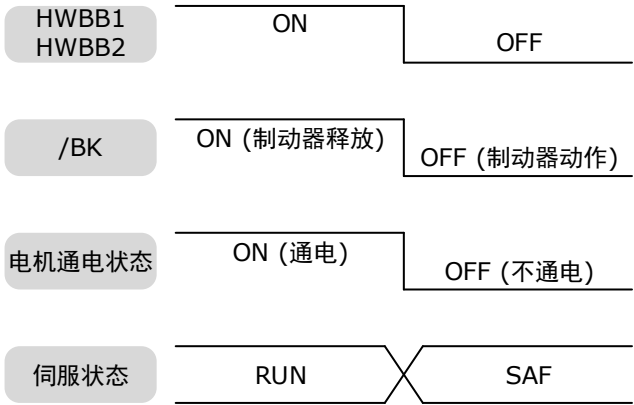 HWBB1
HWBB2
ON
OFF
/BK
ON (制动器释放)
OFF (制动器动作)
电机通电状态
ON (通电)
OFF (不通电)
伺服状态
RUN
SAF